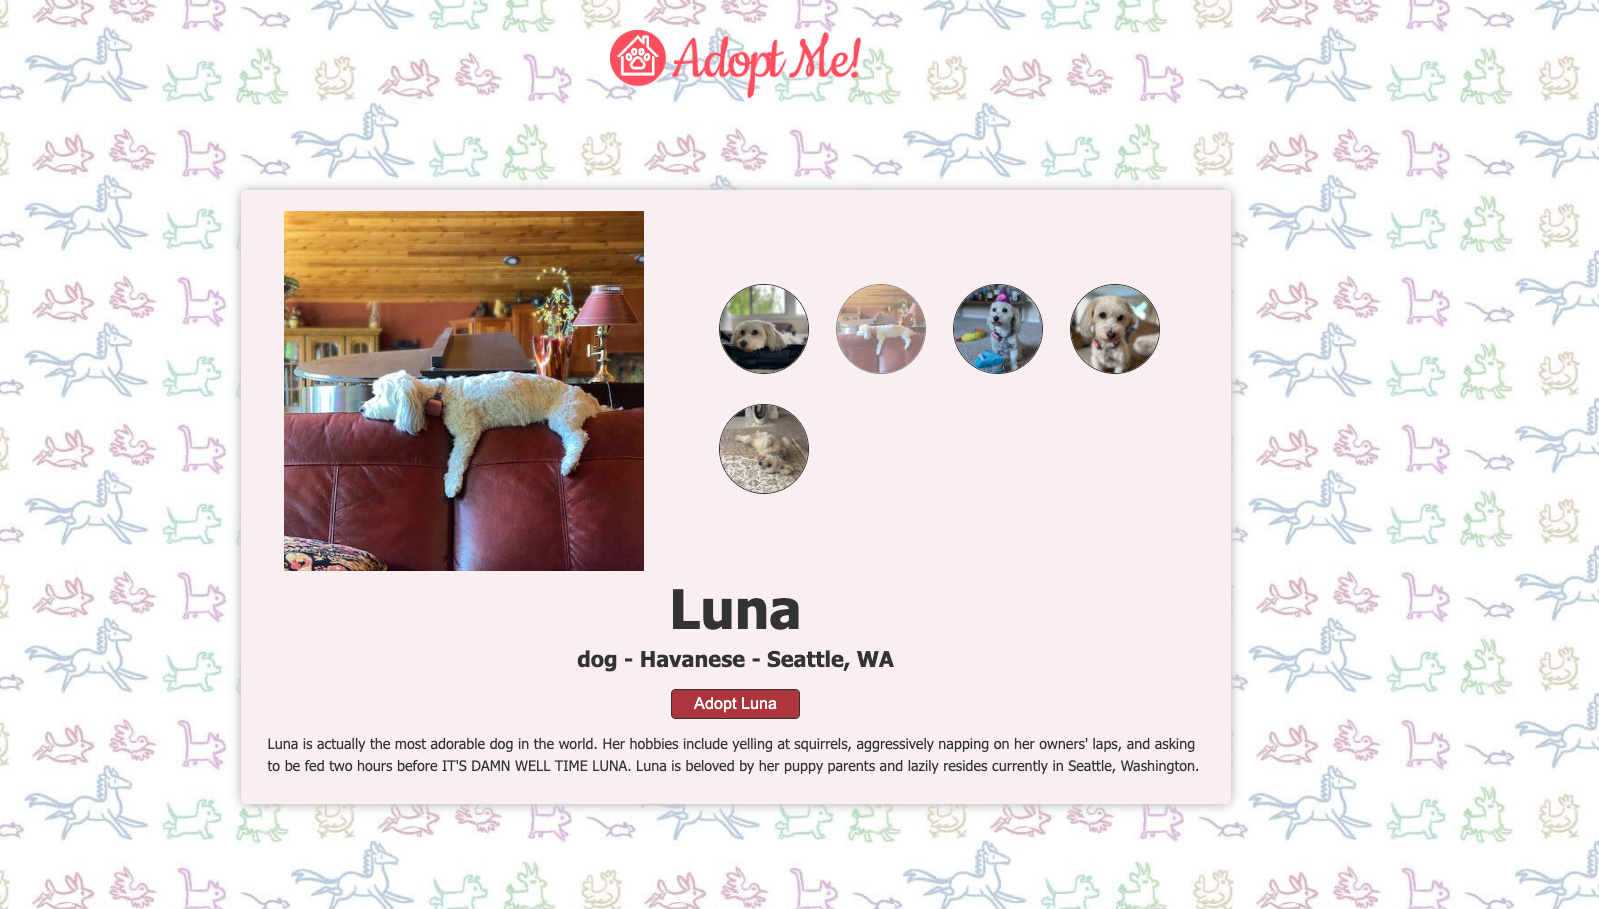 Adopt Me!
Luna
dog - Havanese - Seattle, WA
Adopt Luna
Luna is actually the most adorable dog in the world. Her hobbies include yelling at squirrels, aggressively napping on her owners' laps, and asking
to be fed two hours before IT'S DAMN WELL TIME LUNA. Luna is beloved by her puppy parents and lazily resides currently in Seattle, Washington.